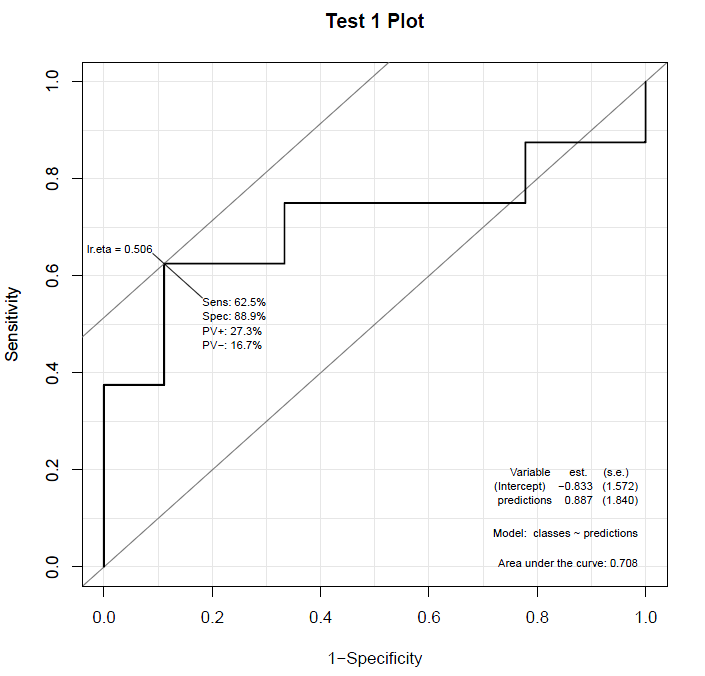 Test 1 Plot
1.0
0.8
0.6
0.4
0.2
0.0
Sensitivity
lr.eta = 0.506
Sens: 62.5%
Spec: 88.9%
PV+: 27.3%
PV−: 16.7%
Variable est. (s.e.)
(Intercept) −0.833 (1.572)
predictions 0.887 (1.840)
Model: classes ~ predictions
Area under the curve: 0.708
0.0 0.2 0.4 0.6 0.8 1.0
1−Specificity